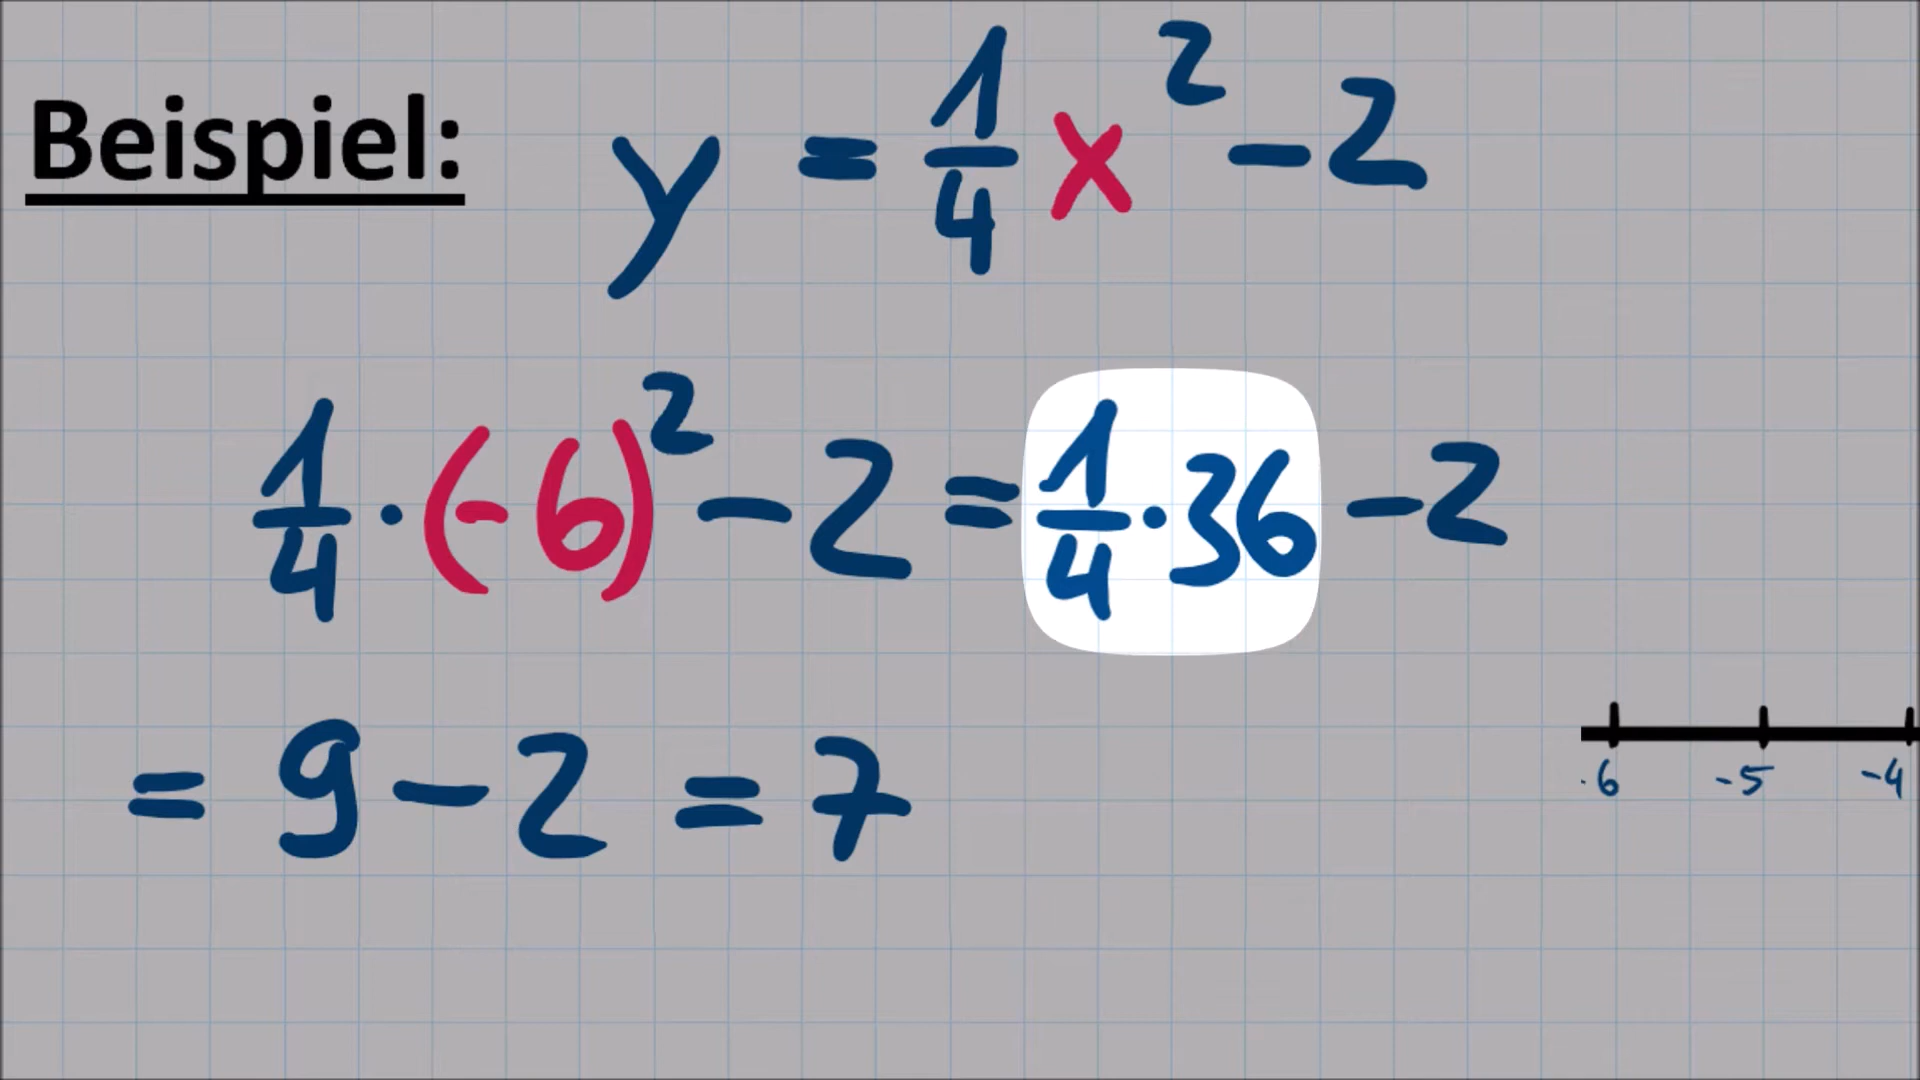 Beispiel: y = 1/4 x² - 2
1/4 · (-6)² - 2 = 1/4 · 36 - 2
= 9 - 2 = 7
-6 -5 -4